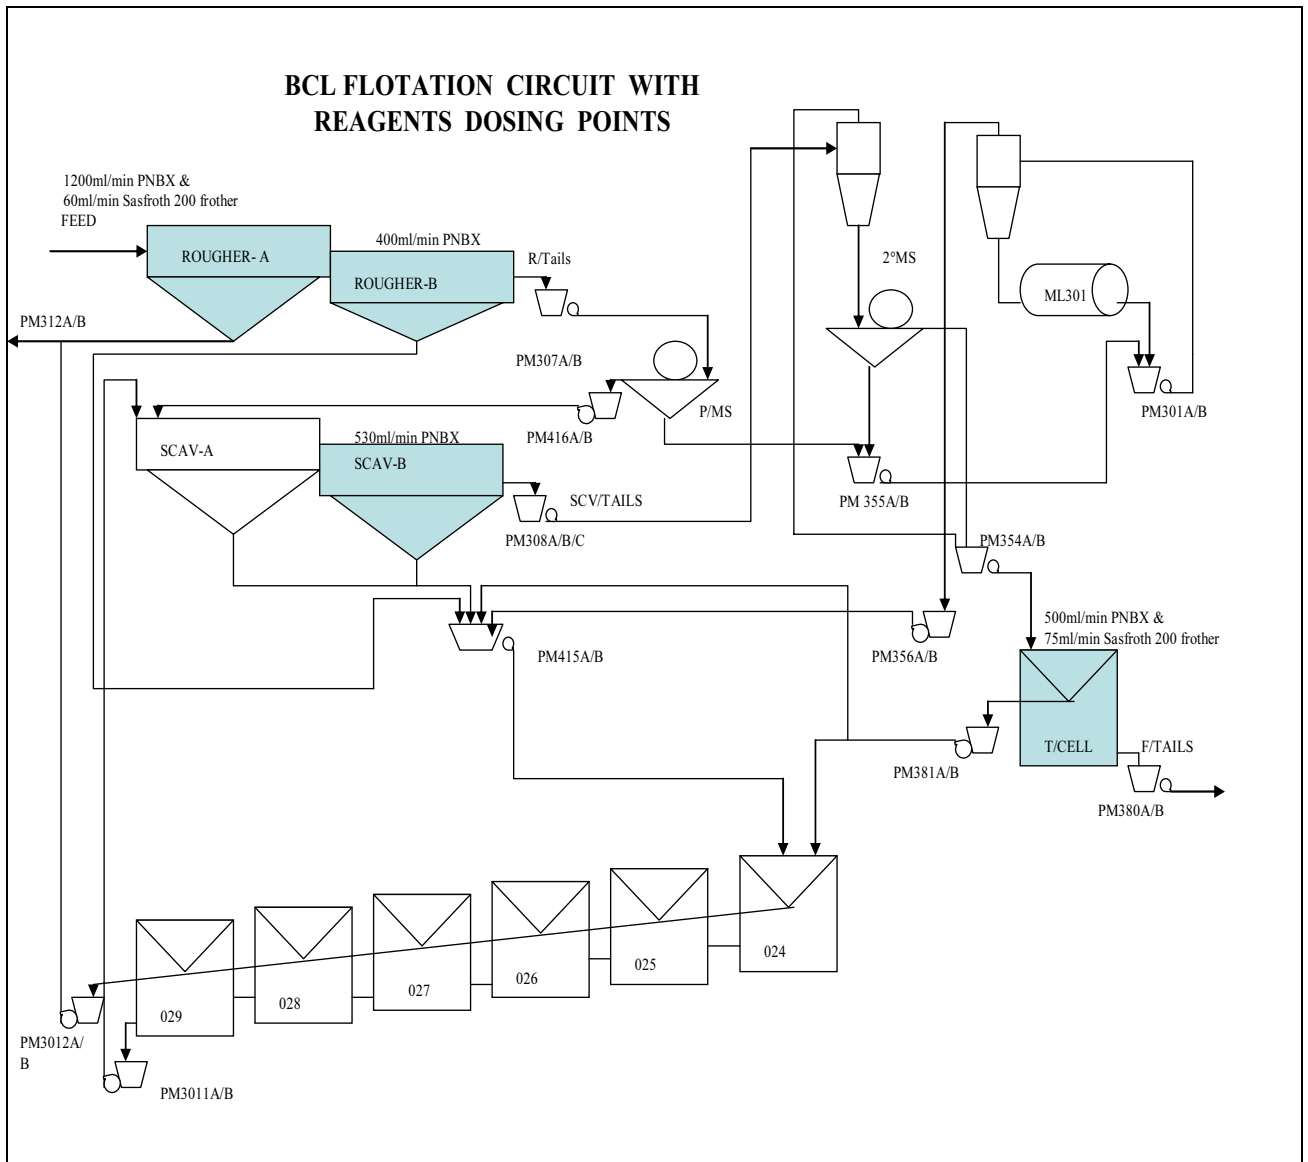 BCL FLOTATION CIRCUIT WITH
REAGENTS DOSING POINTS
1200ml/min PNBX &
60ml/min Sasfroth 200 frother
FEED
ROUGHER- A
400ml/min PNBX
ROUGHER-B
R/Tails
2°MS
ML301
PM312A/B
PM307A/B
P/MS
PM301A/B
PM416A/B
530ml/min PNBX
SCAV-A
SCAV-B
SCV/TAILS
PM 355A/B
PM308A/B/C
PM354A/B
500ml/min PNBX &
75ml/min Sasfroth 200 frother
PM415A/B
PM356A/B
T/CELL
F/TAILS
PM381A/B
PM380A/B
024
025
026
027
028
029
PM3012A/
B
PM3011A/B